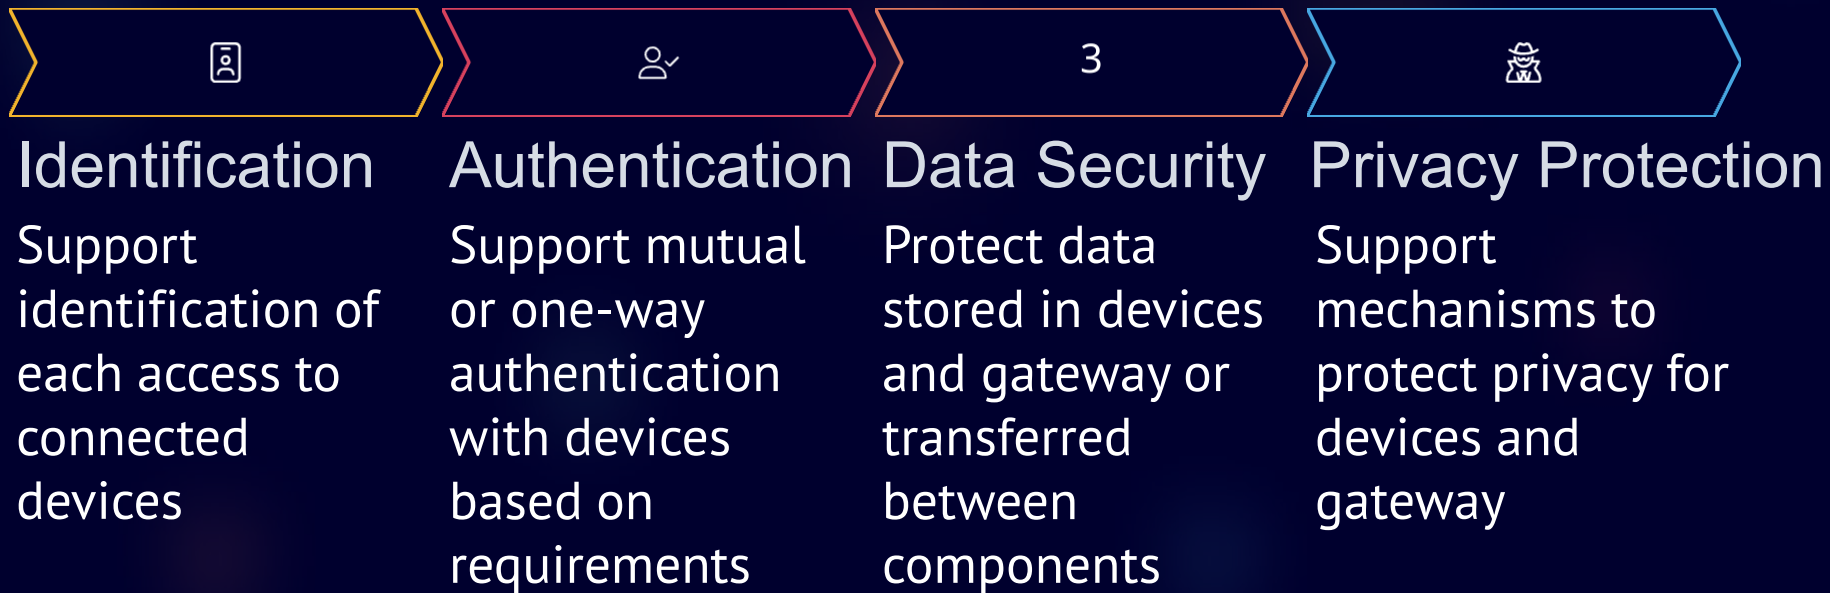 3
Identification
Support
identification of
each access to
connected
devices
Authentication
Support mutual
or one-way
authentication
with devices
based on
requirements
Data Security
Protect data
stored in devices
and gateway or
transferred
between
components
Privacy Protection
Support
mechanisms to
protect privacy for
devices and
gateway